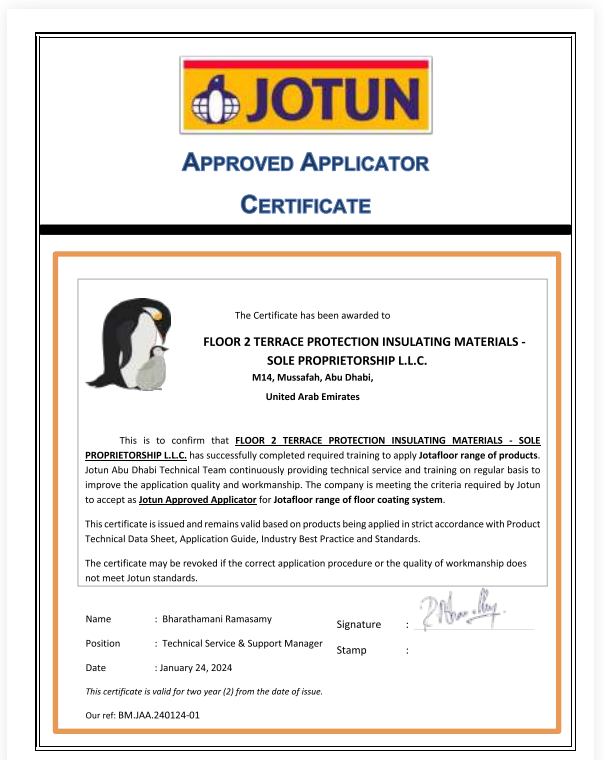 JOTUN
APPROVED APPLICATOR
CERTIFICATE
The Certificate has been awarded to
FLOOR 2 TERRACE PROTECTION INSULATING MATERIALS -
SOLE PROPRIETORSHIP L.L.C.
M14, Mussafah, Abu Dhabi,
United Arab Emirates
This is to confirm that FLOOR 2 TERRACE PROTECTION INSULATING MATERIALS - SOLE
PROPRIETORSHIP L.L.C. has successfully completed required training to apply Jotafloor range of products.
Jotun Abu Dhabi Technical Team continuously providing technical service and training on regular basis to
improve the application quality and workmanship. The company is meeting the criteria required by Jotun
to accept as Jotun Approved Applicator for Jotafloor range of floor coating system.
This certificate is issued and remains valid based on products being applied in strict accordance with Product
Technical Data Sheet, Application Guide, Industry Best Practice and Standards.
The certificate may be revoked if the correct application procedure or the quality of workmanship does
not meet Jotun standards.
Name : Bharathamani Ramasamy
Signature :
Position : Technical Service & Support Manager
Stamp :
Date : January 24, 2024
This certificate is valid for two year (2) from the date of issue.
Our ref: BM.JAA.240124-01